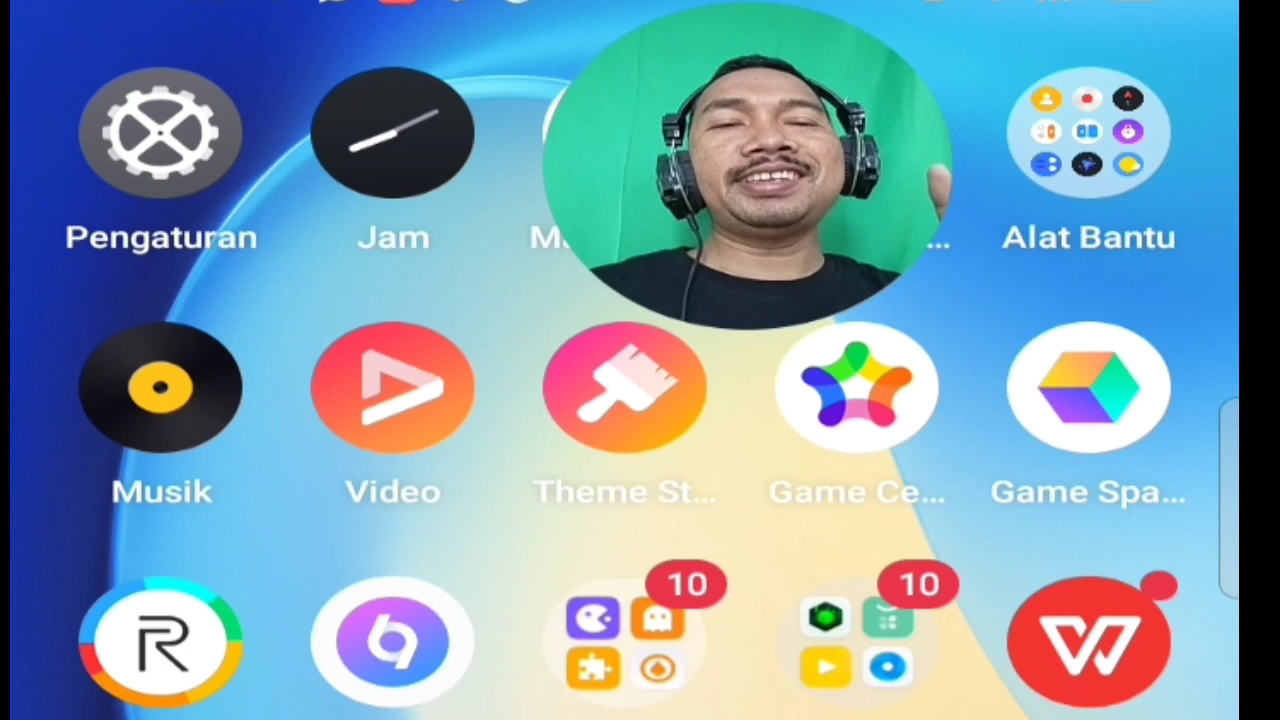 Pengaturan
Jam
Alat Bantu
Musik
Video
Theme St...
Game Ce...
Game Spa...
10
10